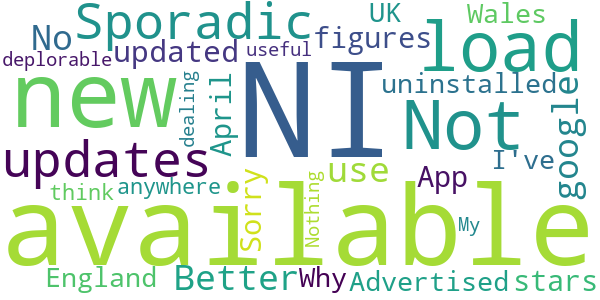 Sporadic
UK
Wales
No
updated
useful
figures
load
deplorable
new
NI
uninstalled
dealing
April
Not
google
updates
I've
use
App
think
anywhere
Sorry
Nothing
available
My
England
Better
Why
Advertised
stars